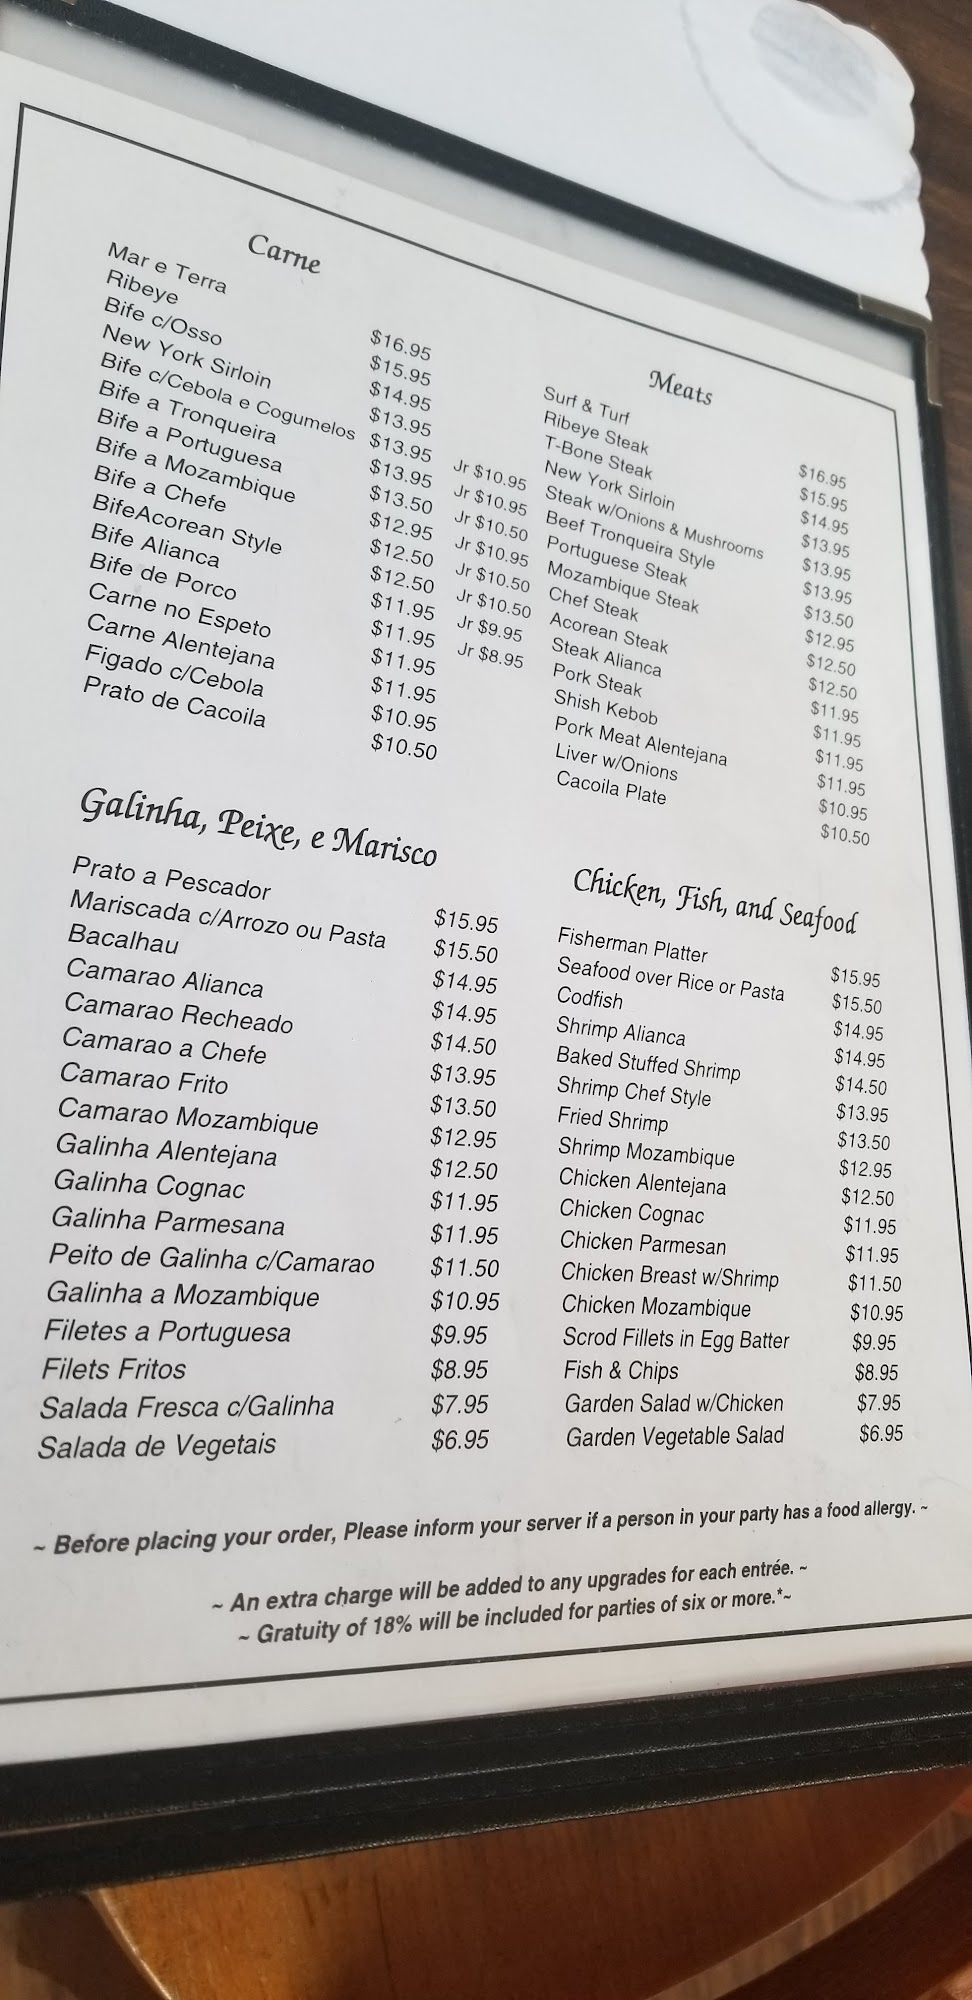 Carne
Mar e Terra $16.95
Ribeye $15.95
Bife c/Osso $14.95
New York Sirloin $13.95
Bife c/Cebola e Cogumelos $13.95 Jr $10.95
Bife a Tronqueira $13.95 Jr $10.95
Bife a Portuguesa $13.50 Jr $10.50
Bife a Mozambique $12.95 Jr $10.95
Bife a Chefe $12.50 Jr $10.50
BifeAcorean Style $12.50 Jr $10.50
Bife Alianca $11.95 Jr $9.95
Bife de Porco $11.95 Jr $8.95
Carne no Espeto $11.95
Carne Alentejana $11.95
Figado c/Cebola $10.95
Prato de Cacoila $10.50
Meats
Surf & Turf $16.95
Ribeye Steak $15.95
T-Bone Steak $14.95
New York Sirloin $13.95
Steak w/Onions & Mushrooms $13.95
Beef Tronqueira Style $13.95
Portuguese Steak $13.50
Mozambique Steak $12.95
Chef Steak $12.50
Acorean Steak $12.50
Steak Alianca $11.95
Pork Steak $11.95
Shish Kebob $11.95
Pork Meat Alentejana $11.95
Liver w/Onions $10.95
Cacoila Plate $10.50
Galinha, Peixe, e Marisco
Prato a Pescador $15.95
Mariscada c/Arrozo ou Pasta $15.50
Bacalhau $14.95
Camarao Alianca $14.95
Camarao Recheado $14.50
Camarao a Chefe $13.95
Camarao Frito $13.50
Camarao Mozambique $12.95
Galinha Alentejana $12.50
Galinha Cognac $11.95
Galinha Parmesana $11.95
Peito de Galinha c/Camarao $11.50
Galinha a Mozambique $10.95
Filetes a Portuguesa $9.95
Filets Fritos $8.95
Salada Fresca c/Galinha $7.95
Salada de Vegetais $6.95
Chicken, Fish, and Seafood
Fisherman Platter $15.95
Seafood over Rice or Pasta $15.50
Codfish $14.95
Shrimp Alianca $14.95
Baked Stuffed Shrimp $14.50
Shrimp Chef Style $13.95
Fried Shrimp $13.50
Shrimp Mozambique $12.95
Chicken Alentejana $12.50
Chicken Cognac $11.95
Chicken Parmesan $11.95
Chicken Breast w/Shrimp $11.50
Chicken Mozambique $10.95
Scrod Fillets in Egg Batter $9.95
Fish & Chips $8.95
Garden Salad w/Chicken $7.95
Garden Vegetable Salad $6.95
~ Before placing your order, Please inform your server if a person in your party has a food allergy. ~
~ An extra charge will be added to any upgrades for each entrée. ~
~ Gratuity of 18% will be included for parties of six or more.*~